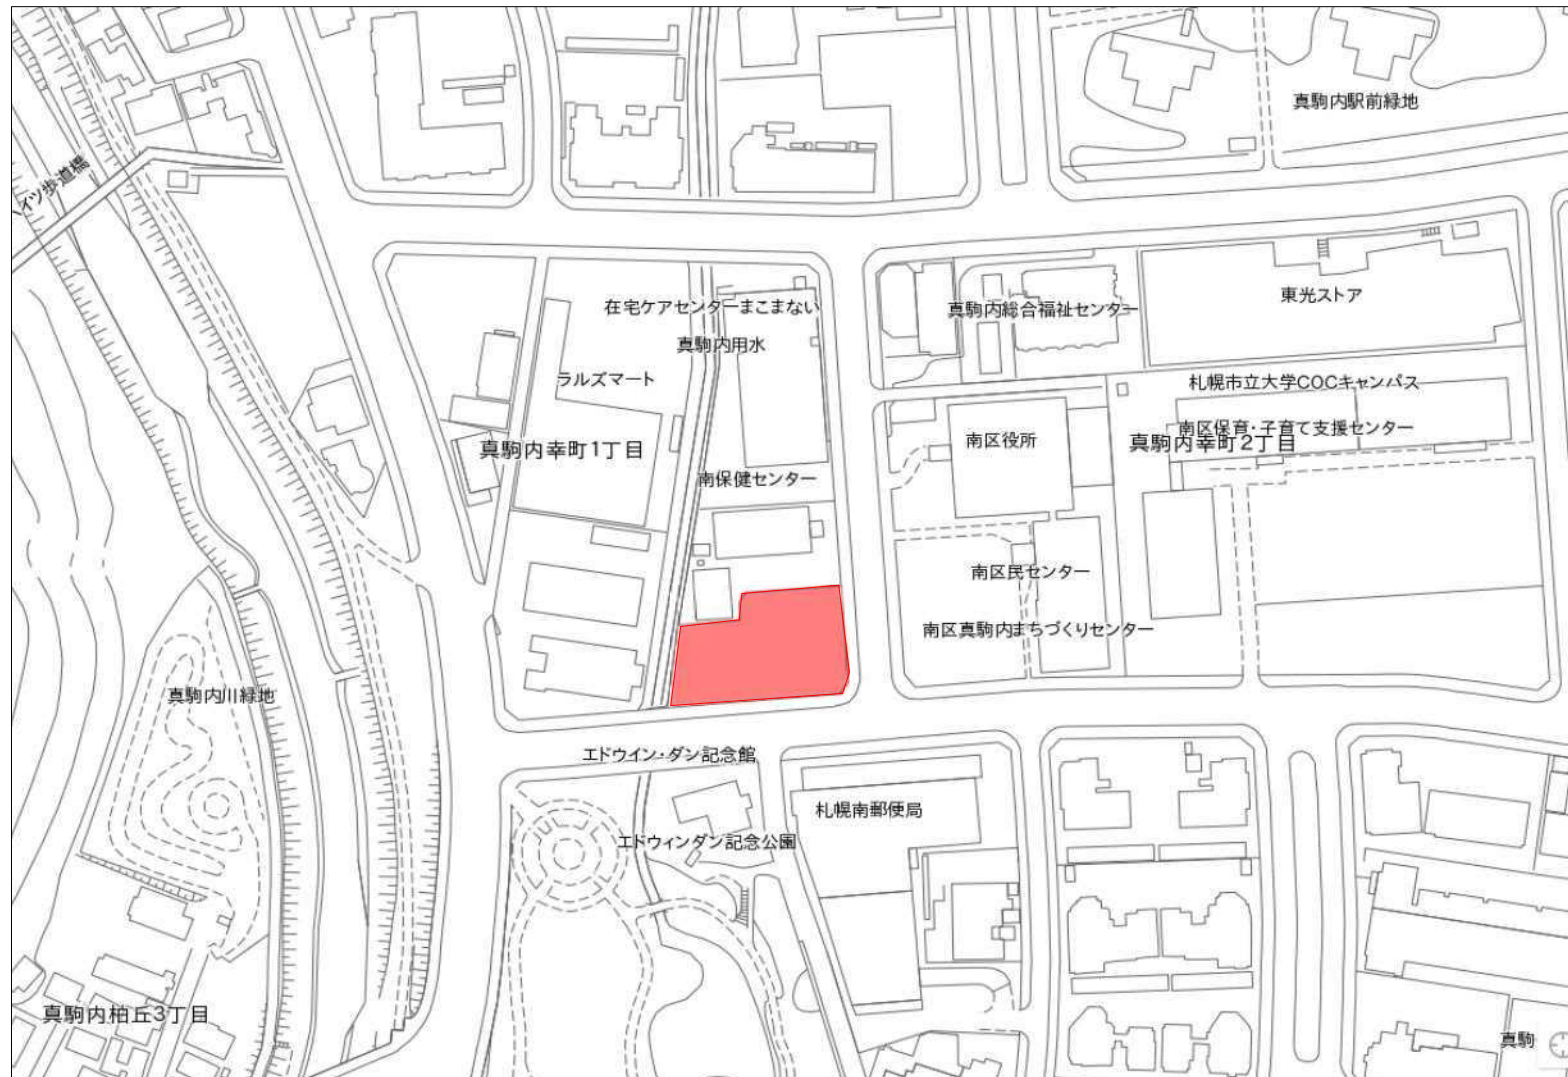 真駒内駅前緑地
イツ歩道橋
在宅ケアセンターまこまない
真駒内総合福祉センター
東光ストア
真駒内用水
ラルズマート
札幌市立大学COCキャンパス
南区保育・子育て支援センター
真駒内幸町1丁目
南区役所
真駒内幸町2丁目
南保健センター
南区民センター
南区真駒内まちづくりセンター
真駒内川緑地
エドウイン・ダン記念館
札幌南郵便局
エドウィンダン記念公園
真駒内柏丘3丁目
真駒